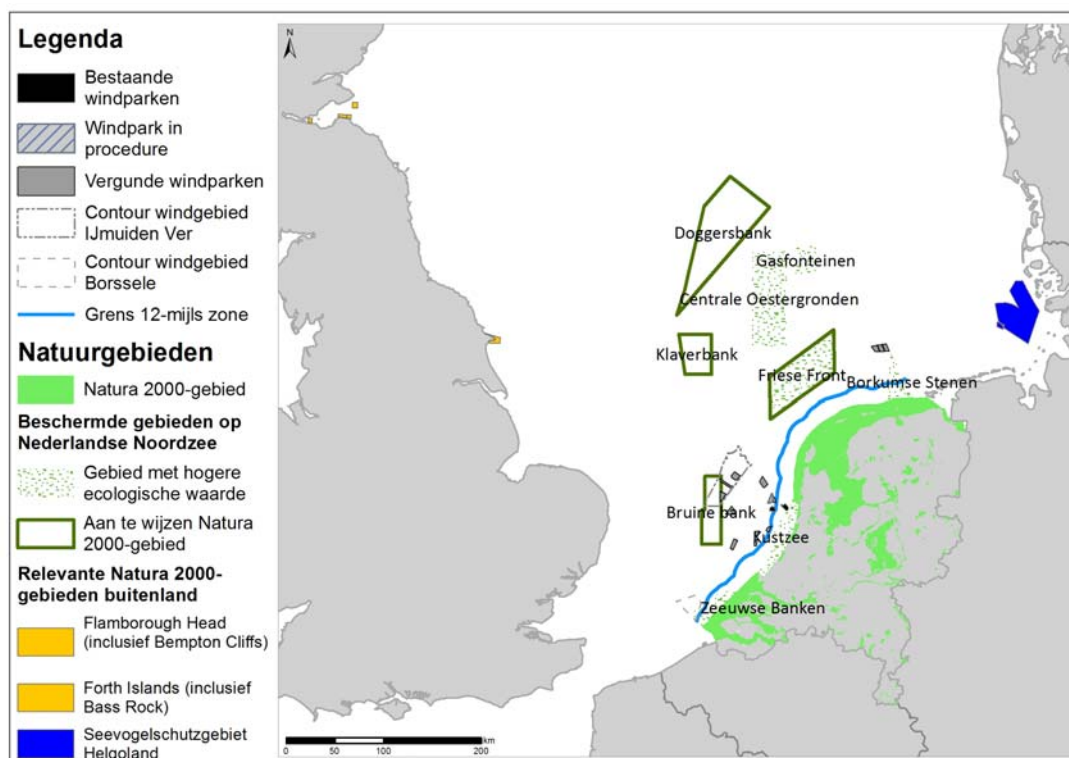 Legenda
Bestaande
windparken
Windpark in
procedure
Vergunde windparken
Contour windgebied
IJmuiden Ver
Contour windgebied
Borssele
Grens 12-mijls zone
Natuurgebieden
Natura 2000-gebied
Beschermde gebieden op
Nederlandse Noordzee
Gebied met hogere
ecologische waarde
Aan te wijzen Natura
2000-gebied
Relevante Natura 2000-
gebieden buitenland
Flamborough Head
(inclusief Bempton Cliffs)
Forth Islands (inclusief
Bass Rock)
Seevogelschutzgebiet
Helgoland
N
Doggersbank
Gasfonteinen
Centrale Oestergronden
Klaverbank
Friese Front
Borkumse Stenen
Bruine bank
Kustzee
Zeeuwse Banken
km
0 50 100 200